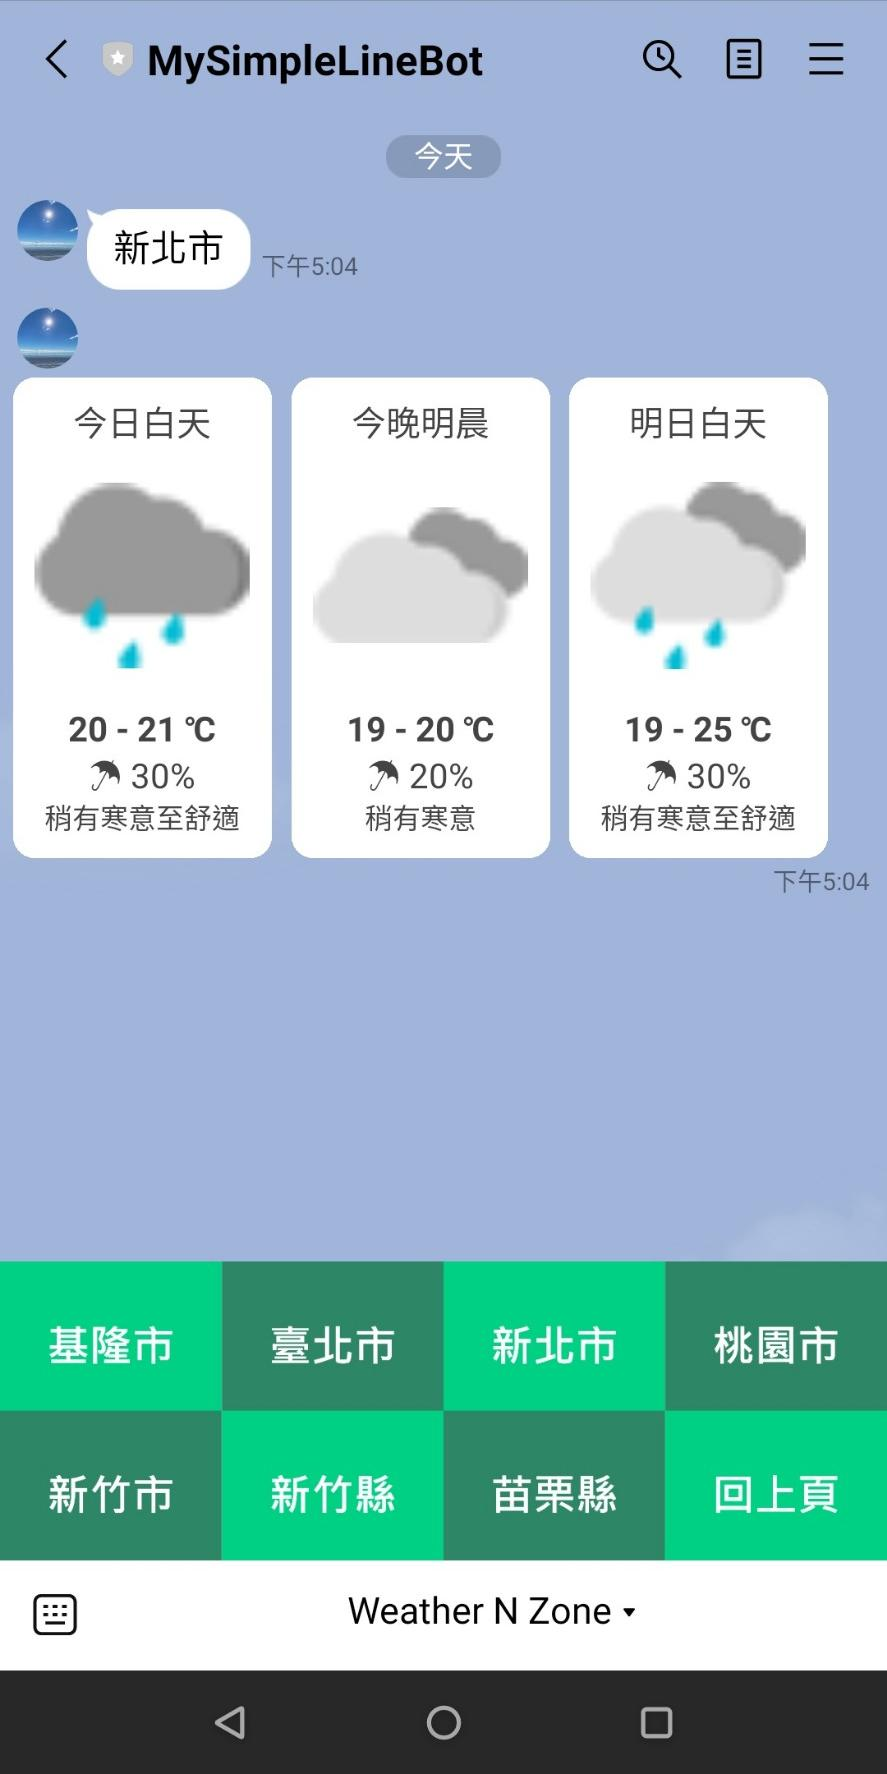 MySimpleLineBot
今天
新北市
下午5:04
今日白天
20 - 21 ℃
30%
稍有寒意至舒適
今晚明晨
19 - 20 ℃
20%
稍有寒意
明日白天
19 - 25 ℃
30%
稍有寒意至舒適
下午5:04
基隆市
臺北市
新北市
桃園市
新竹市
新竹縣
苗栗縣
回上頁
Weather N Zone